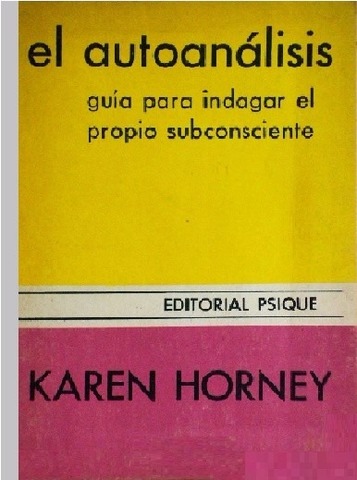 el autoanálisis
guía para indagar el
propio subconsciente
EDITORIAL PSIQUE
KAREN HORNEY